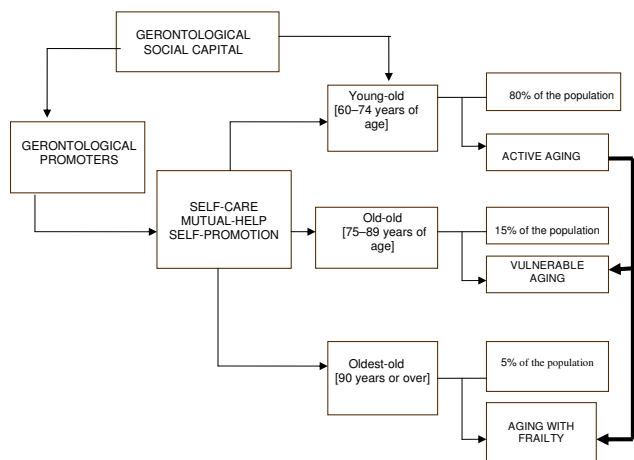 GERONTOLOGICAL
SOCIAL CAPITAL
GERONTOLOGICAL
PROMOTERS
SELF-CARE
MUTUAL-HELP
SELF-PROMOTION
Young-old
[60–74 years of
age]
80% of the population
ACTIVE AGING
Old-old
[75–89 years of
age]
15% of the population
VULNERABLE
AGING
Oldest-old
[90 years or over]
5% of the population
AGING WITH
FRAILTY